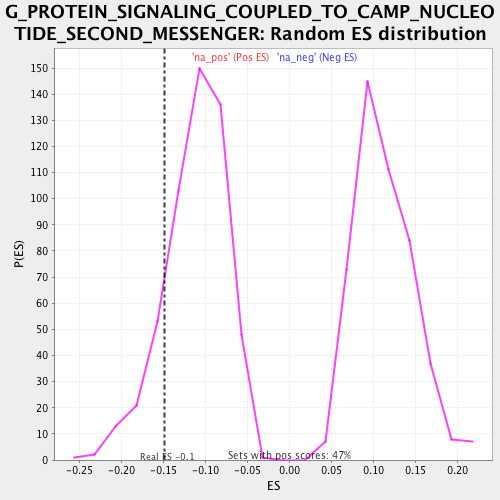 G_PROTEIN_SIGNALING_COUPLED_TO_CAMP_NUCLEO
TIDE_SECOND_MESSENGER: Random ES distribution
'na_pos' (Pos ES) 'na_neg' (Neg ES)
150
140
130
120
110
100
90
80
70
60
50
40
30
20
10
0
P(ES)
Real ES -0.1
Sets with pos scores: 47%
-0.25 -0.20 -0.15 -0.10 -0.05 0.00 0.05 0.10 0.15 0.20
ES